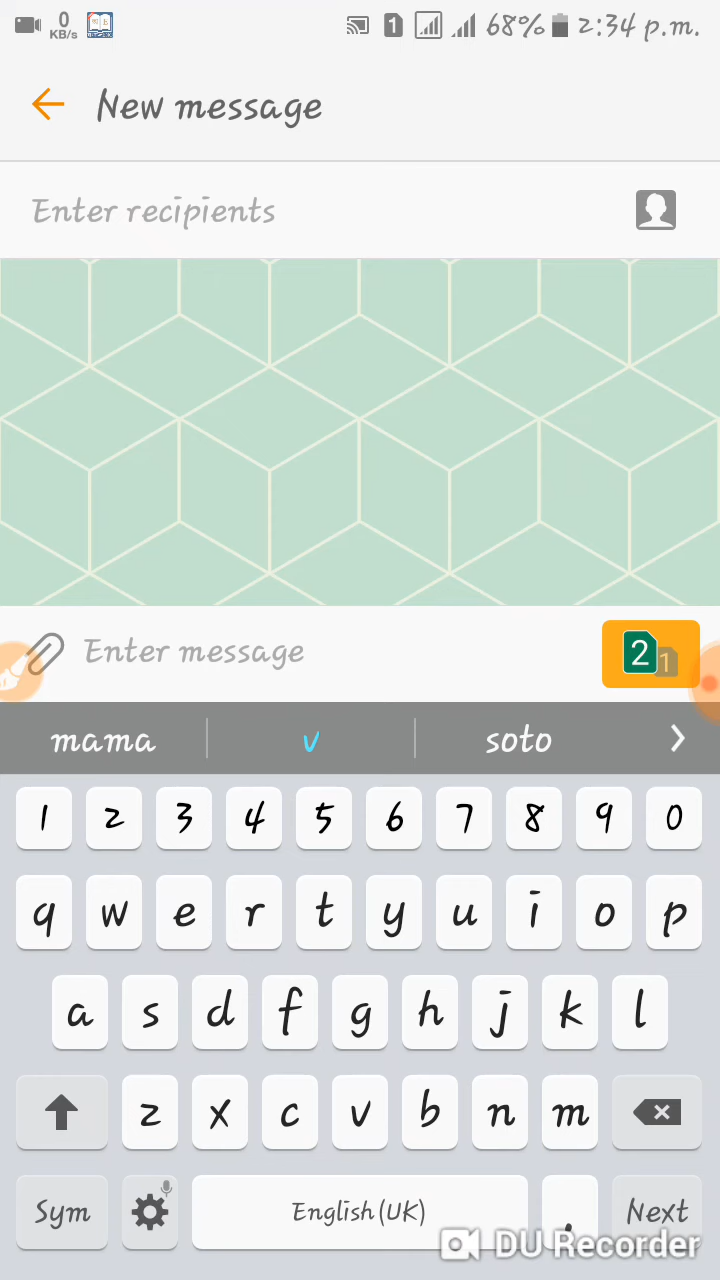 0 KB/s 1 68% 2:34 p.m.
New message
Enter recipients
Enter message 2 1
mama v soto
1 2 3 4 5 6 7 8 9 0
q w e r t y u i o p
a s d f g h j k l
z x c v b n m
Sym English (UK) , Next
DU Recorder